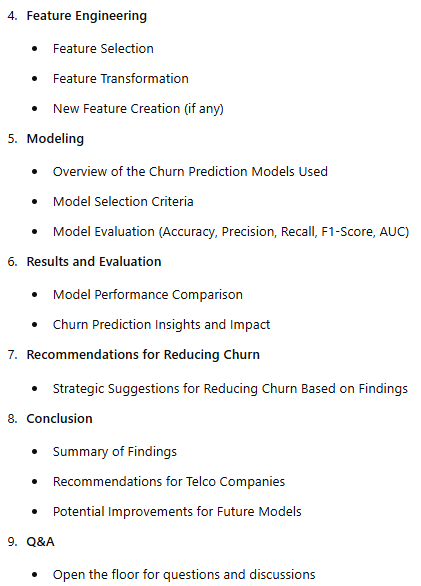 4. Feature Engineering
• Feature Selection
• Feature Transformation
• New Feature Creation (if any)
5. Modeling
• Overview of the Churn Prediction Models Used
• Model Selection Criteria
• Model Evaluation (Accuracy, Precision, Recall, F1-Score, AUC)
6. Results and Evaluation
• Model Performance Comparison
• Churn Prediction Insights and Impact
7. Recommendations for Reducing Churn
• Strategic Suggestions for Reducing Churn Based on Findings
8. Conclusion
• Summary of Findings
• Recommendations for Telco Companies
• Potential Improvements for Future Models
9. Q&A
• Open the floor for questions and discussions